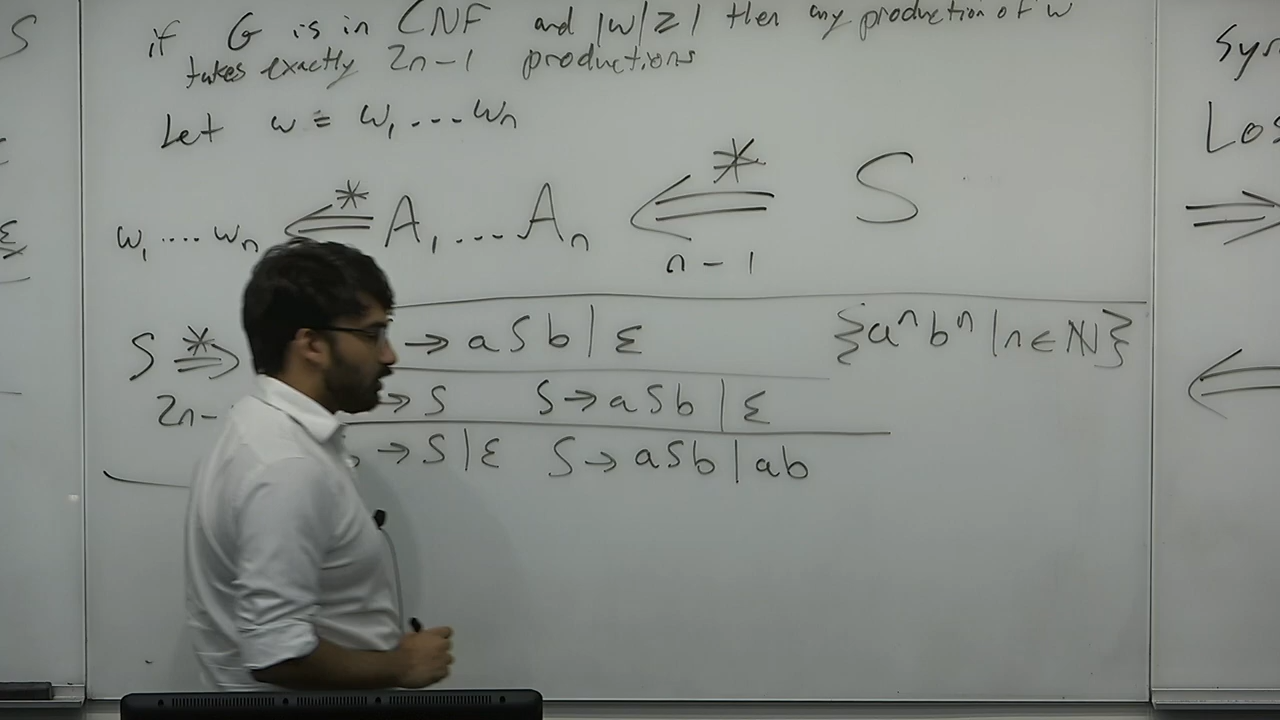 S
if G is in CNF and |w| ≥ 1 then any production of w
takes exactly 2n-1 productions
Let w = w₁ .... wₙ
w₁ .... wₙ ⇐* A₁ .... Aₙ ⇐* S
n-1
S ⇒*
2n-
→ aSb | ε
{aⁿbⁿ | n ∈ ℕ}
→ S S → aSb | ε
→ S | ε S → aSb | ab
ε
Sy
Los
⇒
⇐